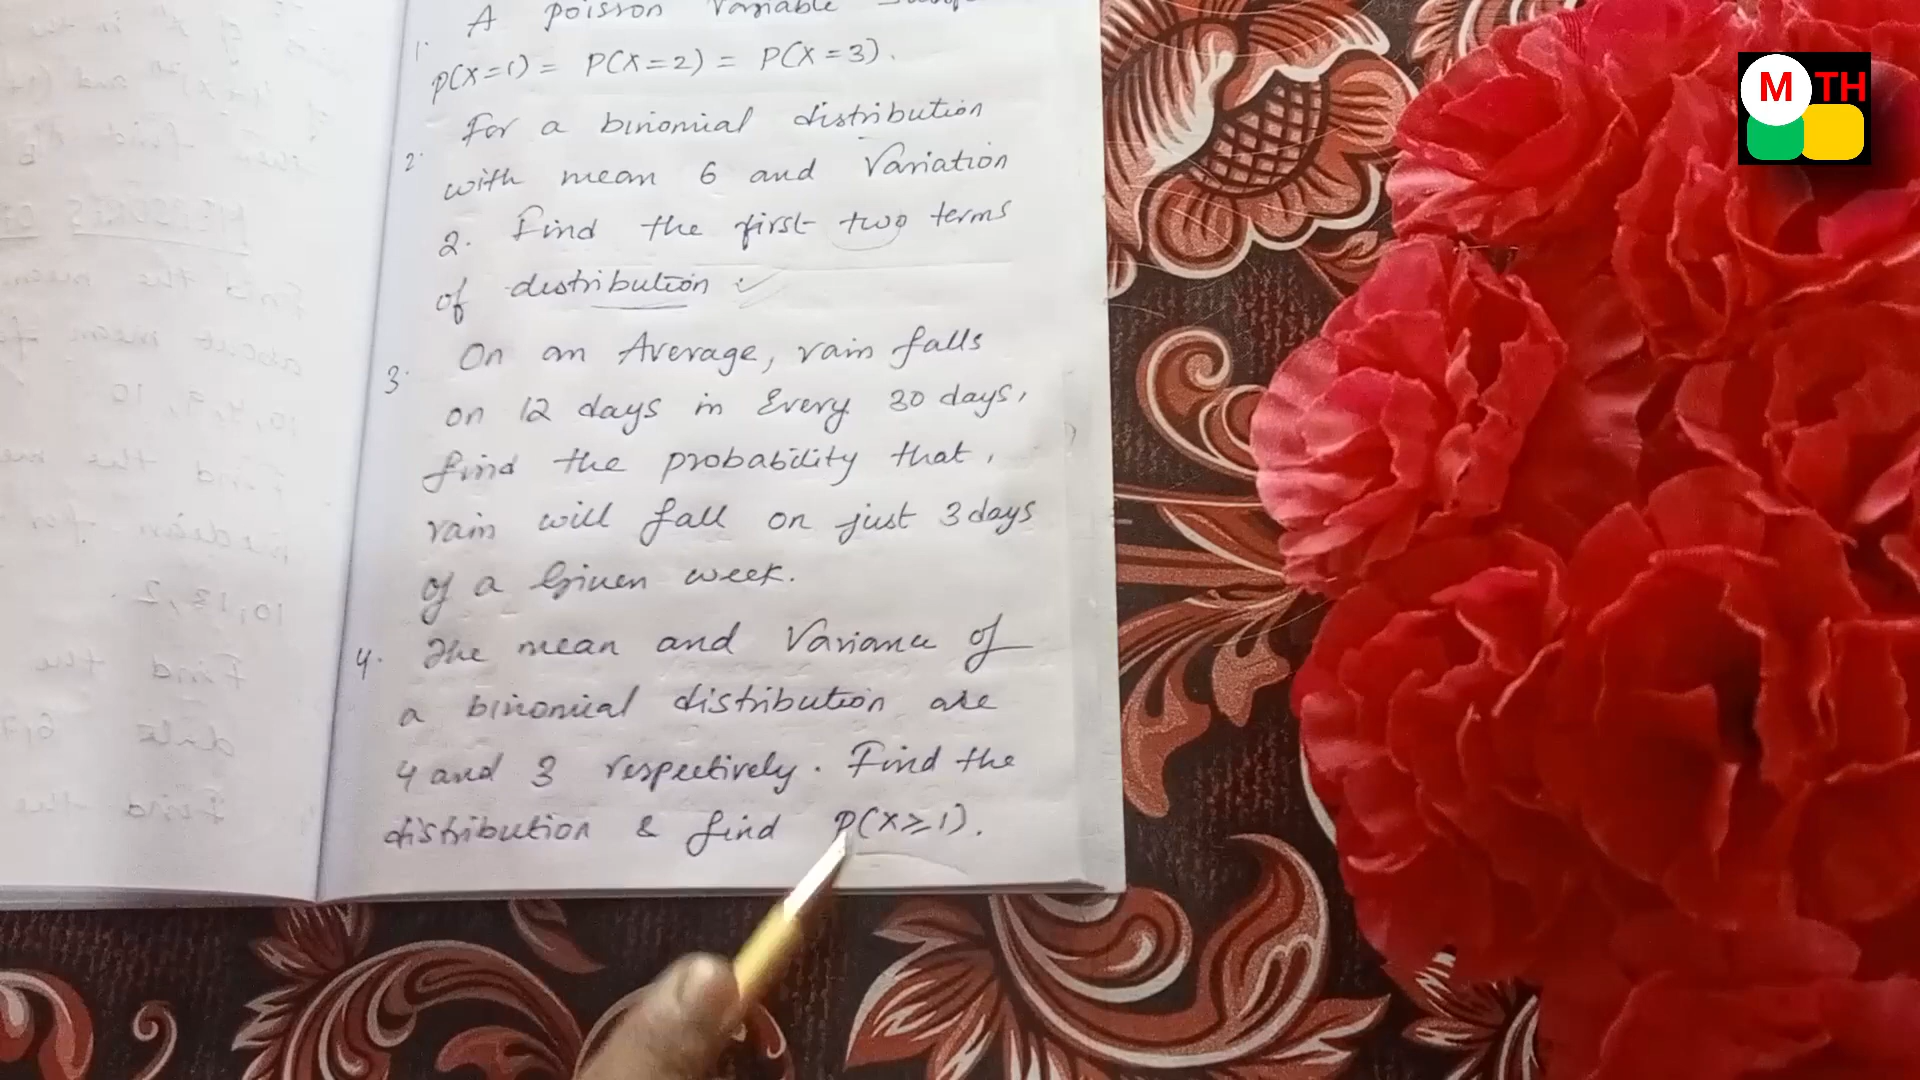 1. A poisson Variable
P(X=1) = P(X=2) = P(X=3).
2. For a binomial distribution
with mean 6 and Variation
2. Find the first two terms
of distribution.
3. On an Average, rain falls
on 12 days in Every 30 days,
find the probability that,
rain will fall on just 3 days
of a Given week.
4. The mean and Variance of
a binomial distribution are
4 and 3 respectively. Find the
distribution & find P(X≥1).
M TH